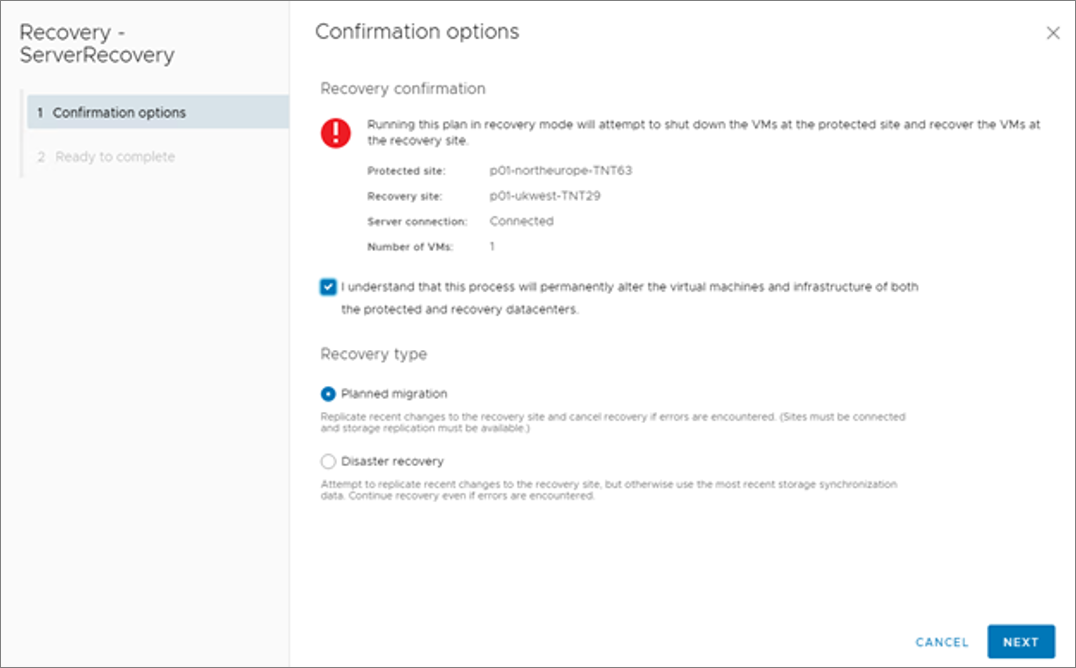 Recovery -
ServerRecovery
1 Confirmation options
2 Ready to complete
Confirmation options
Recovery confirmation
Running this plan in recovery mode will attempt to shut down the VMs at the protected site and recover the VMs at
the recovery site.
Protected site: p01-northeurope-TNT63
Recovery site: p01-ukwest-TNT29
Server connection: Connected
Number of VMs: 1
I understand that this process will permanently alter the virtual machines and infrastructure of both
the protected and recovery datacenters.
Recovery type
Planned migration
Replicate recent changes to the recovery site and cancel recovery if errors are encountered. (Sites must be connected
and storage replication must be available.)
Disaster recovery
Attempt to replicate recent changes to the recovery site, but otherwise use the most recent storage synchronization
data. Continue recovery even if errors are encountered.
CANCEL NEXT